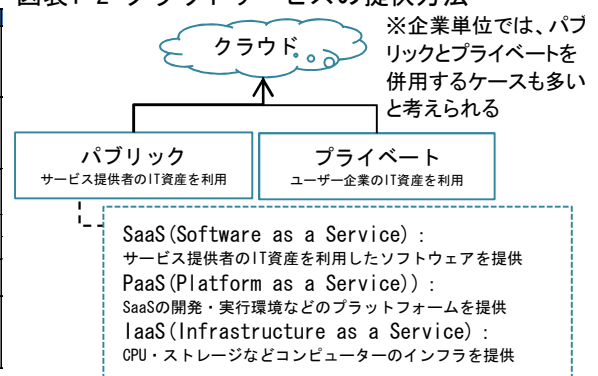 図表1-2 クラウドサービスの提供方法
クラウド
※企業単位では、パブ
リックとプライベートを
併用するケースも多い
と考えられる
パブリック
サービス提供者のIT資産を利用
プライベート
ユーザー企業のIT資産を利用
SaaS(Software as a Service)：
サービス提供者のIT資産を利用したソフトウェアを提供
PaaS(Platform as a Service))：
SaaSの開発・実行環境などのプラットフォームを提供
IaaS(Infrastructure as a Service)：
CPU・ストレージなどコンピューターのインフラを提供